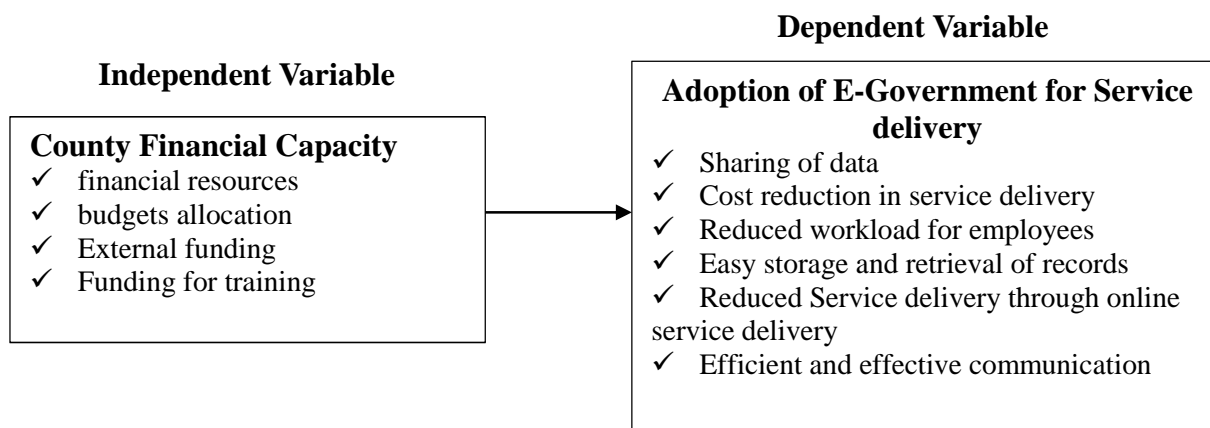 Independent Variable
County Financial Capacity
✓ financial resources
✓ budgets allocation
✓ External funding
✓ Funding for training
Dependent Variable
Adoption of E-Government for Service
delivery
✓ Sharing of data
✓ Cost reduction in service delivery
✓ Reduced workload for employees
✓ Easy storage and retrieval of records
✓ Reduced Service delivery through online
service delivery
✓ Efficient and effective communication